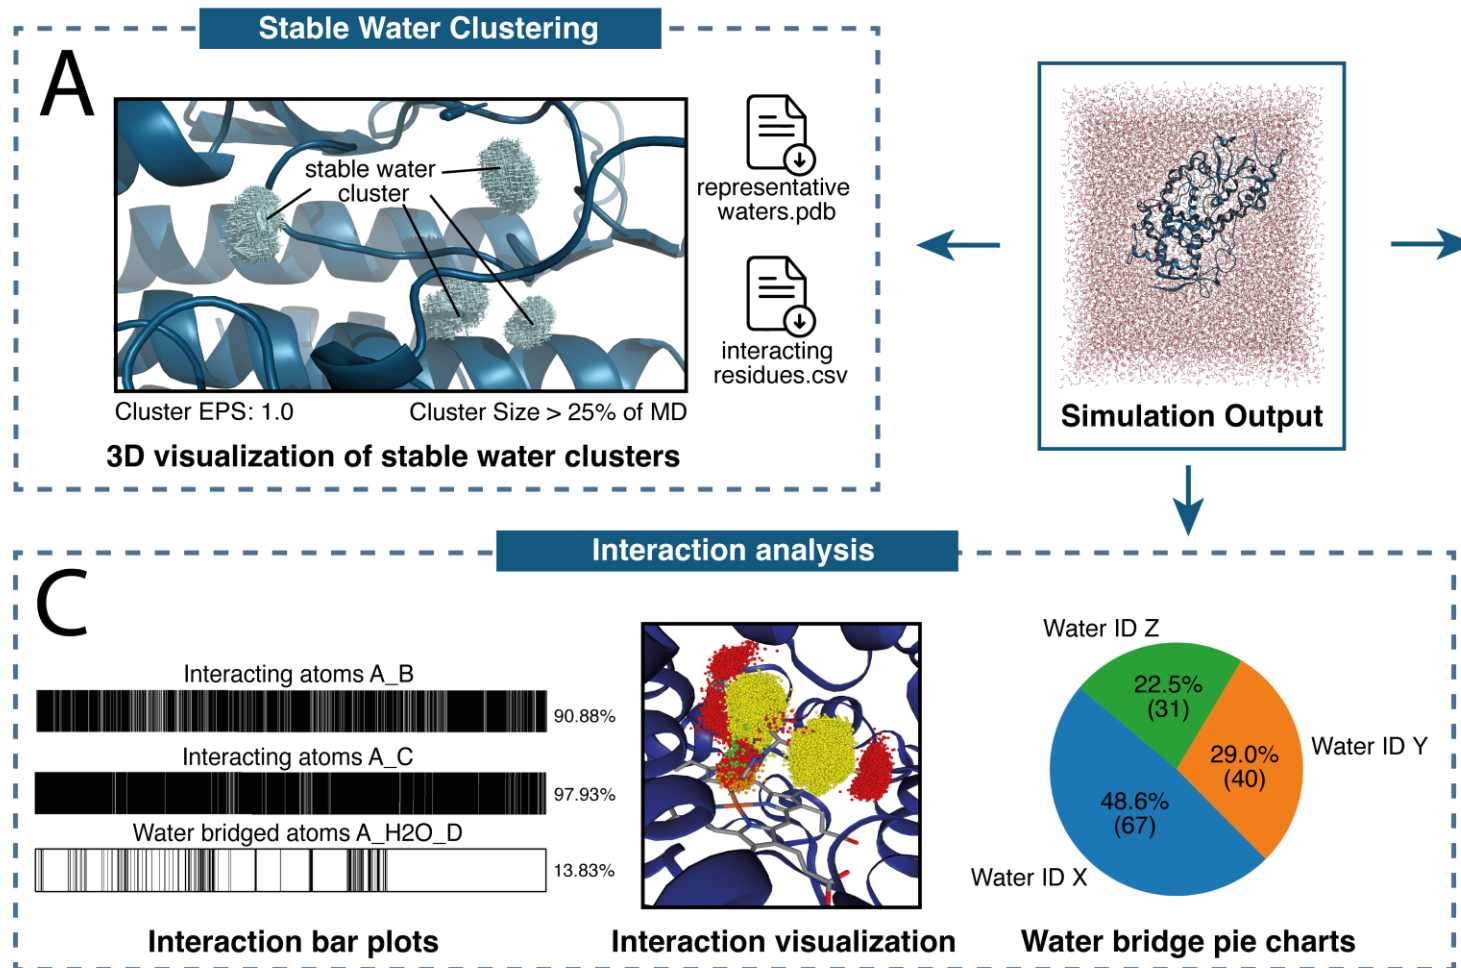 Stable Water Clustering
A
stable water
cluster
representative
waters.pdb
interacting
residues.csv
Cluster EPS: 1.0
Cluster Size > 25% of MD
3D visualization of stable water clusters
Simulation Output
Interaction analysis
C
Interacting atoms A_B
90.88%
Interacting atoms A_C
97.93%
Water bridged atoms A_H2O_D
13.83%
Interaction bar plots
Interaction visualization
Water ID Z
22.5%
(31)
Water ID Y
29.0%
(40)
48.6%
(67)
Water ID X
Water bridge pie charts